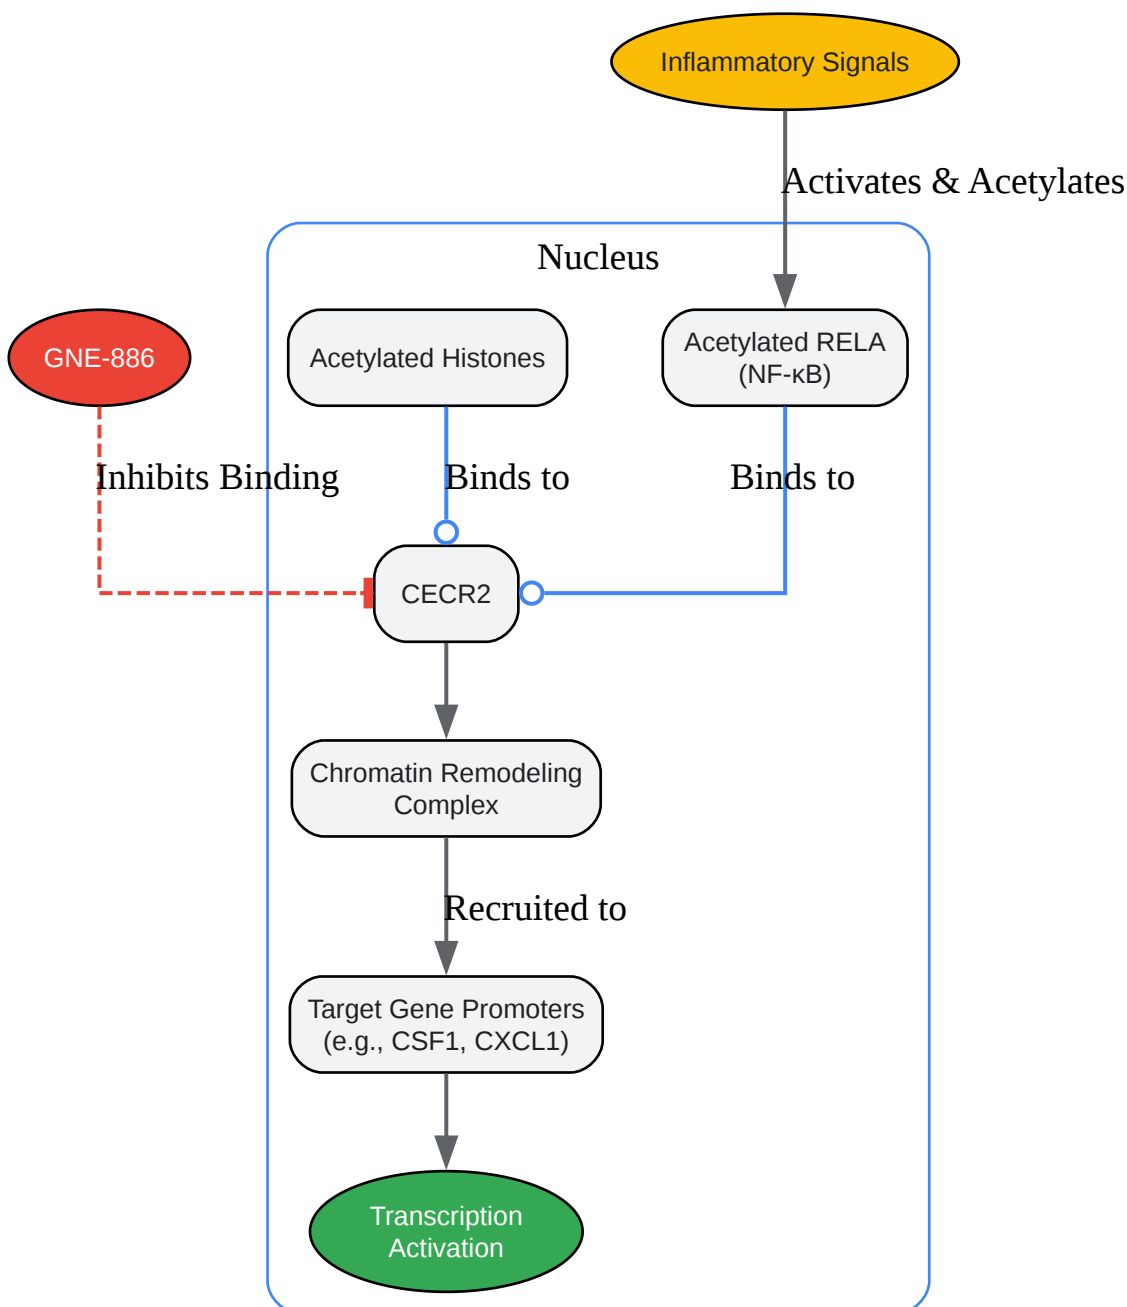 Inflammatory Signals
Activates & Acetylates
Nucleus
GNE-886
Acetylated Histones
Acetylated RELA
(NF-κB)
Inhibits Binding
Binds to
Binds to
CECR2
Chromatin Remodeling
Complex
Recruited to
Target Gene Promoters
(e.g., CSF1, CXCL1)
Transcription
Activation